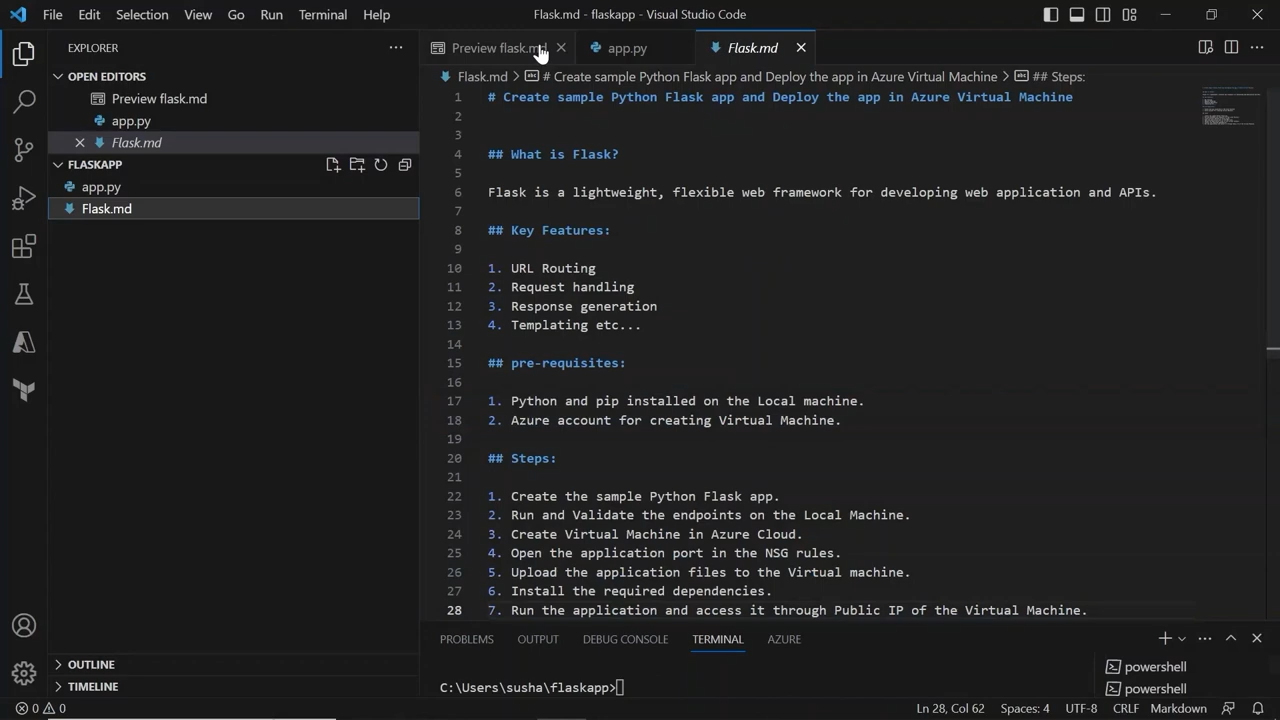 File Edit Selection View Go Run Terminal Help Flask.md - flaskapp - Visual Studio Code
EXPLORER
OPEN EDITORS
Preview flask.md
app.py
Flask.md
FLASKAPP
app.py
Flask.md
OUTLINE
TIMELINE
Preview flask.md app.py Flask.md
Flask.md > # Create sample Python Flask app and Deploy the app in Azure Virtual Machine > ## Steps:
1 # Create sample Python Flask app and Deploy the app in Azure Virtual Machine
2
3
4 ## What is Flask?
5
6 Flask is a lightweight, flexible web framework for developing web application and APIs.
7
8 ## Key Features:
9
10 1. URL Routing
11 2. Request handling
12 3. Response generation
13 4. Templating etc...
14
15 ## pre-requisites:
16
17 1. Python and pip installed on the Local machine.
18 2. Azure account for creating Virtual Machine.
19
20 ## Steps:
21
22 1. Create the sample Python Flask app.
23 2. Run and Validate the endpoints on the Local Machine.
24 3. Create Virtual Machine in Azure Cloud.
25 4. Open the application port in the NSG rules.
26 5. Upload the application files to the Virtual machine.
27 6. Install the required dependencies.
28 7. Run the application and access it through Public IP of the Virtual Machine.
PROBLEMS OUTPUT DEBUG CONSOLE TERMINAL AZURE
C:\Users\susha\flaskapp>
powershell
powershell
0 0 Ln 28, Col 62 Spaces: 4 UTF-8 CRLF Markdown